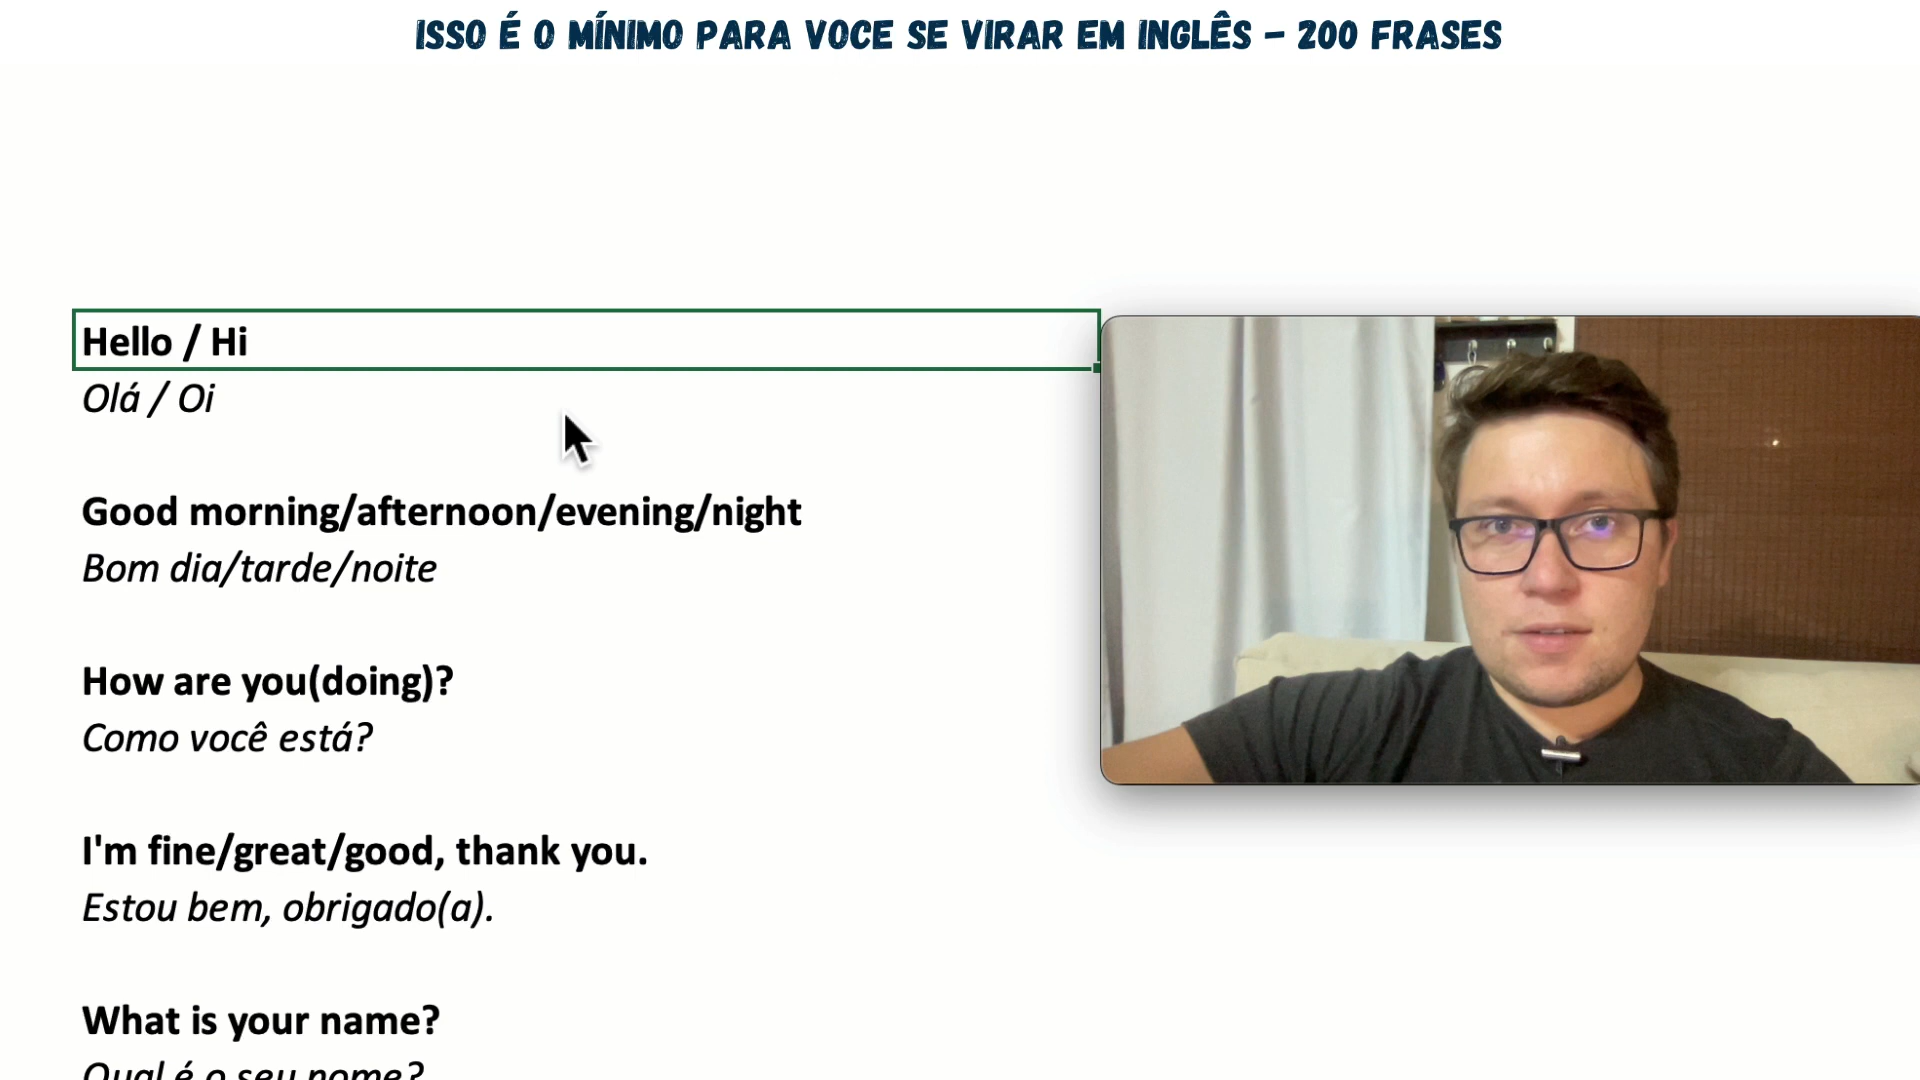 ISSO É O MÍNIMO PARA VOCE SE VIRAR EM INGLÊS – 200 FRASES
Hello / Hi
Olá / Oi
Good morning/afternoon/evening/night
Bom dia/tarde/noite
How are you(doing)?
Como você está?
I'm fine/great/good, thank you.
Estou bem, obrigado(a).
What is your name?
Qual é o seu nome?